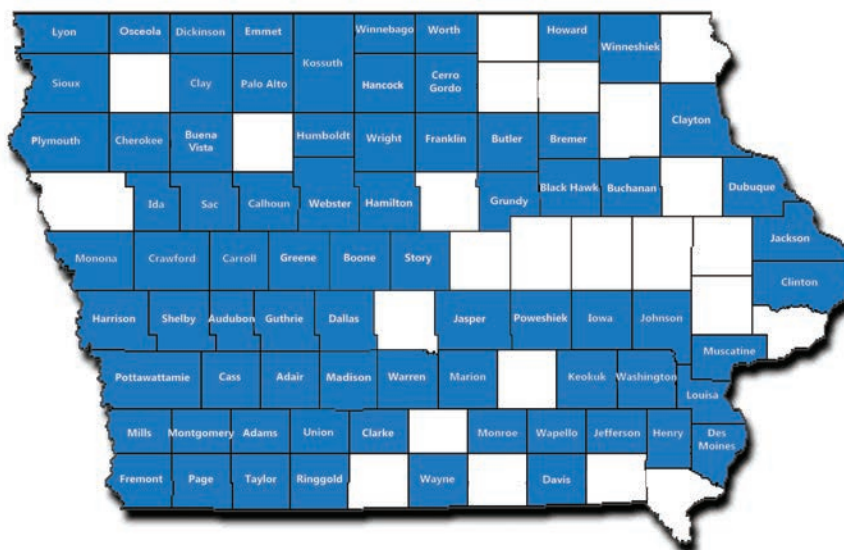 Lyon Osceola Dickinson Emmet Kossuth Winnebago Worth Howard Winneshiek
Sioux Clay Palo Alto Hancock Cerro
Gordo
Clayton
Plymouth Cherokee Buena
Vista
Humboldt Wright Franklin Butler Bremer
Ida Sac Calhoun Webster Hamilton Grundy Black Hawk Buchanan Dubuque
Jackson
Monona Crawford Carroll Greene Boone Story
Clinton
Harrison Shelby Audubon Guthrie Dallas Jasper Poweshiek Iowa Johnson
Muscatine
Pottawattamie Cass Adair Madison Warren Marion Keokuk Washington
Louisa
Mills Montgomery Adams Union Clarke Monroe Wapello Jefferson Henry Des
Moines
Fremont Page Taylor Ringgold Wayne Davis